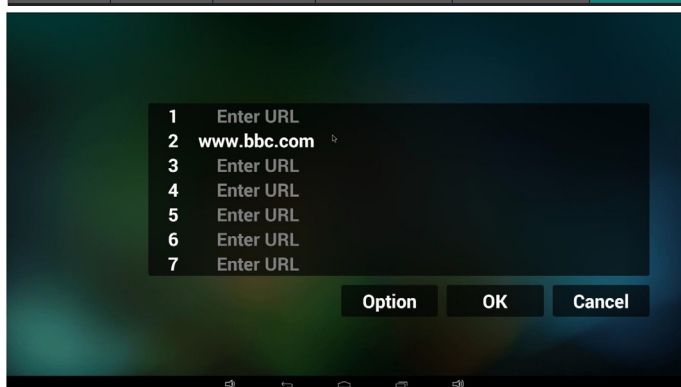 1 Enter URL
2 www.bbc.com
3 Enter URL
4 Enter URL
5 Enter URL
6 Enter URL
7 Enter URL
Option OK Cancel